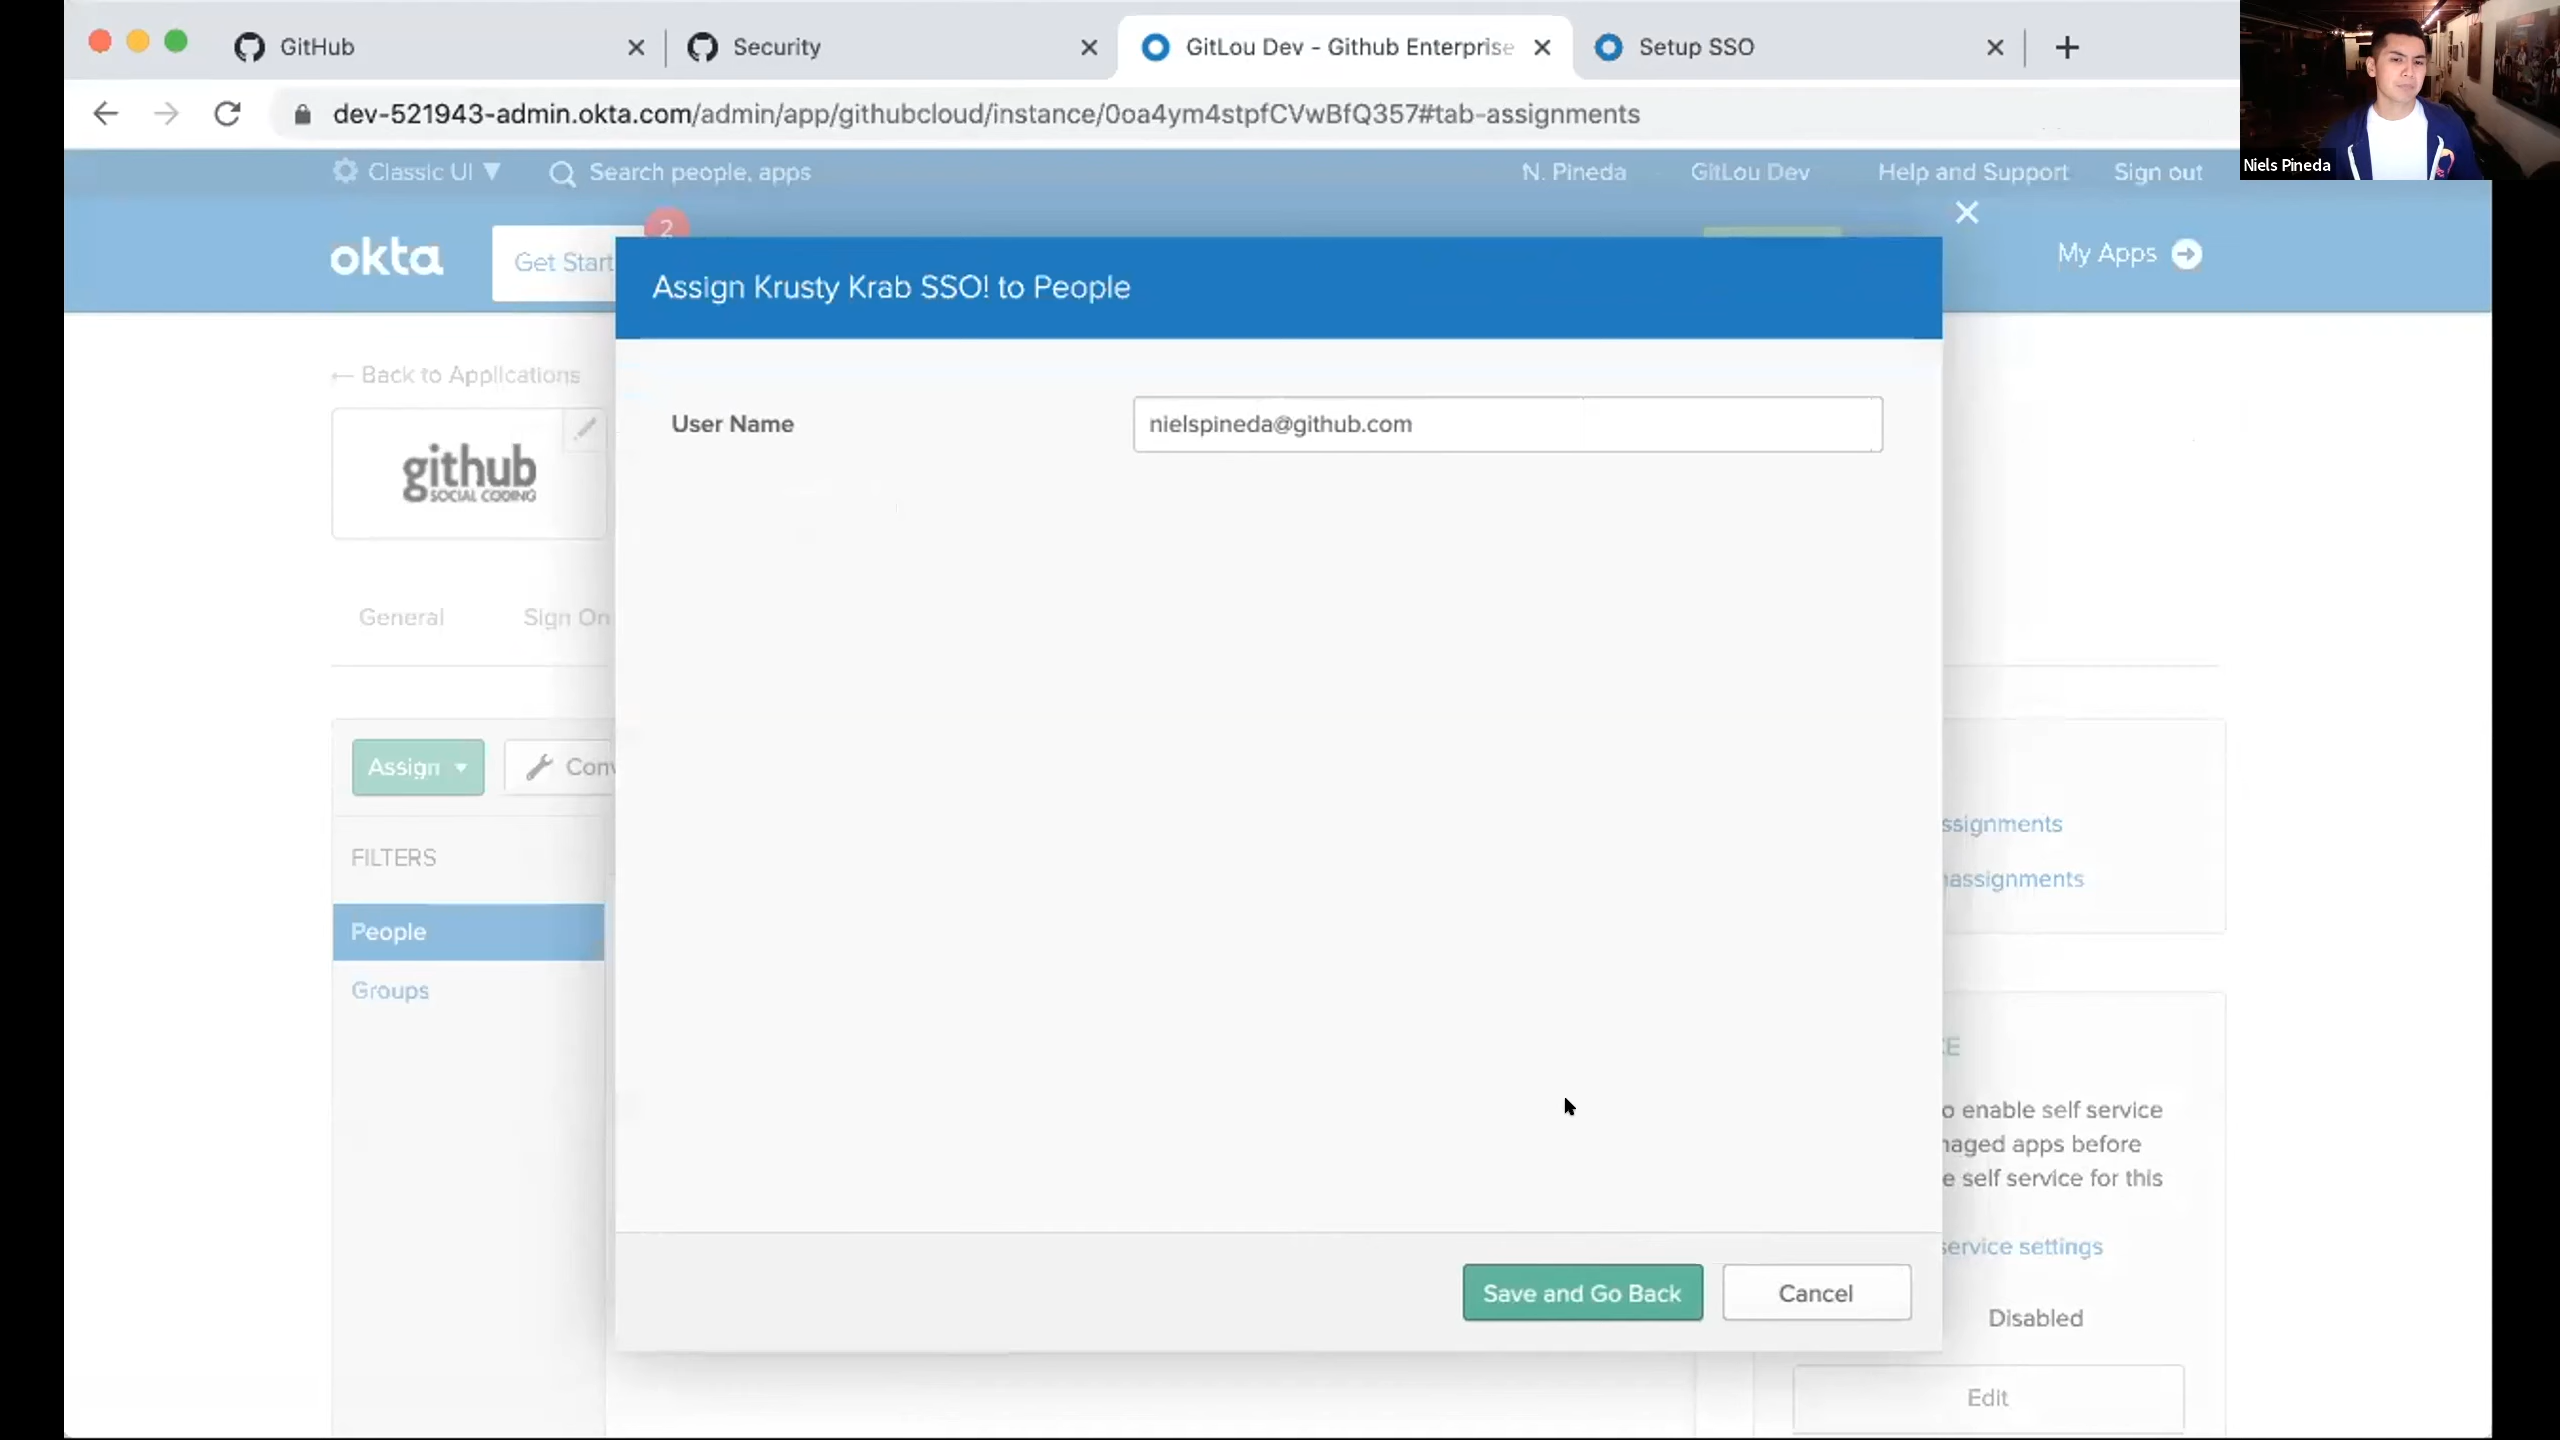 GitHub
Security
GitLou Dev - Github Enterprise
Setup SSO
dev-521943-admin.okta.com/admin/app/githubcloud/instance/0oa4ym4stpfCVwBfQ357#tab-assignments
Niels Pineda
Classic UI ▼
Search people, apps
N. Pineda
GitLou Dev
Help and Support
Sign out
okta
Get Start
2
My Apps
Assign Krusty Krab SSO! to People
← Back to Applications
github
SOCIAL CODING
User Name
nielspineda@github.com
General
Sign On
Assign
Conv
FILTERS
People
Groups
ssignments
assignments
E
o enable self service
naged apps before
e self service for this
service settings
Disabled
Edit
Save and Go Back
Cancel